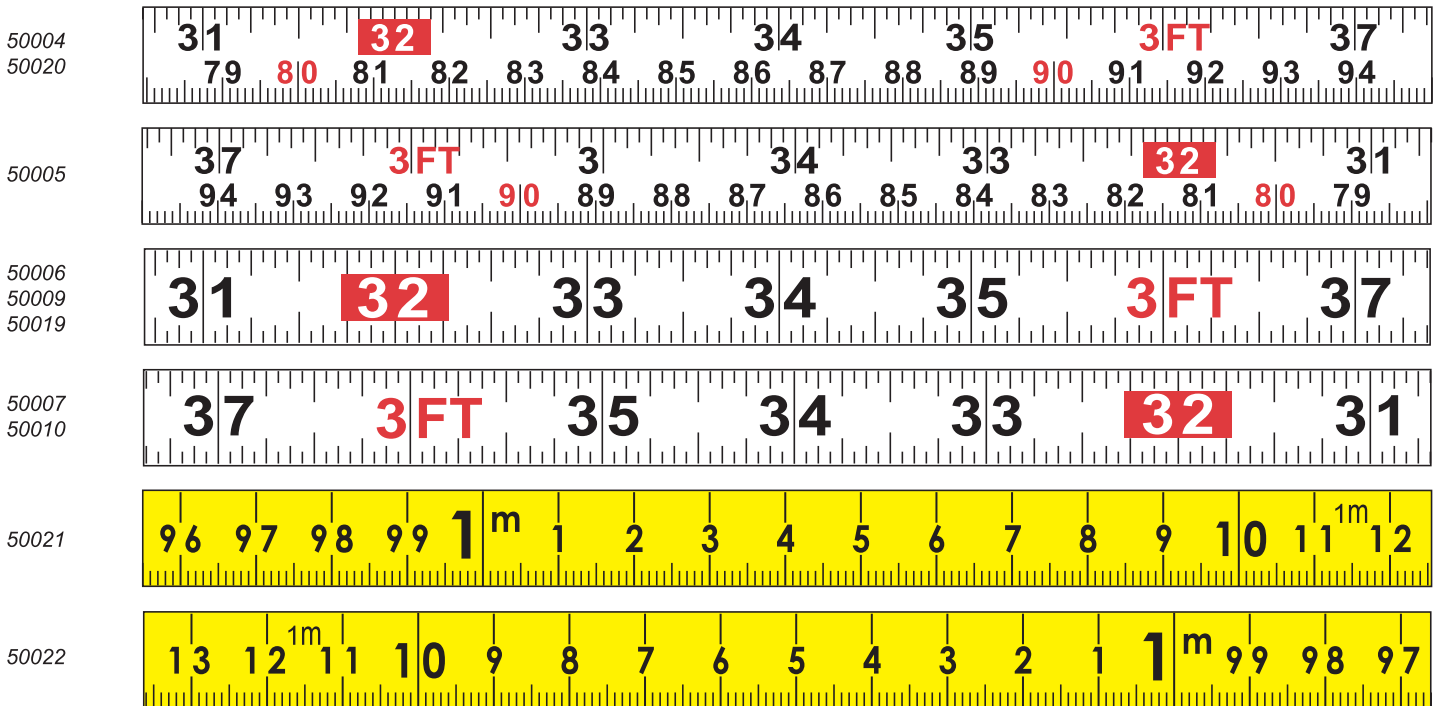 50004
50020
31 32 33 34 35 3FT 37
79 80 81 82 83 84 85 86 87 88 89 90 91 92 93 94
50005
37 3FT 3 34 33 32 31
94 93 92 91 90 89 88 87 86 85 84 83 82 81 80 79
50006
50009
50019
31 32 33 34 35 3FT 37
50007
50010
37 3FT 35 34 33 32 31
50021
96 97 98 99 1m 1 2 3 4 5 6 7 8 9 10 11 1m 12
50022
13 12 1m 11 10 9 8 7 6 5 4 3 2 1 1m 99 98 97